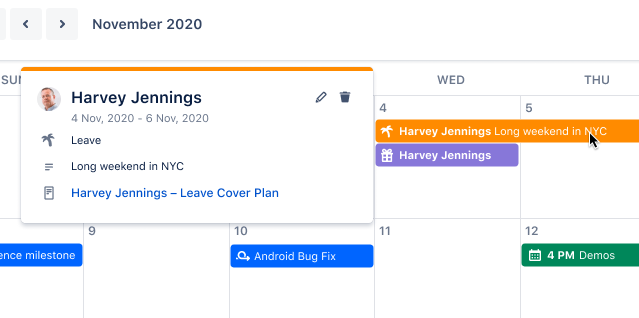 November 2020
SUN
WED
THU
Harvey Jennings
4 Nov, 2020 - 6 Nov, 2020
Leave
Long weekend in NYC
Harvey Jennings – Leave Cover Plan
4
5
Harvey Jennings Long weekend in NYC
Harvey Jennings
9
10
11
12
ence milestone
Android Bug Fix
4 PM Demos